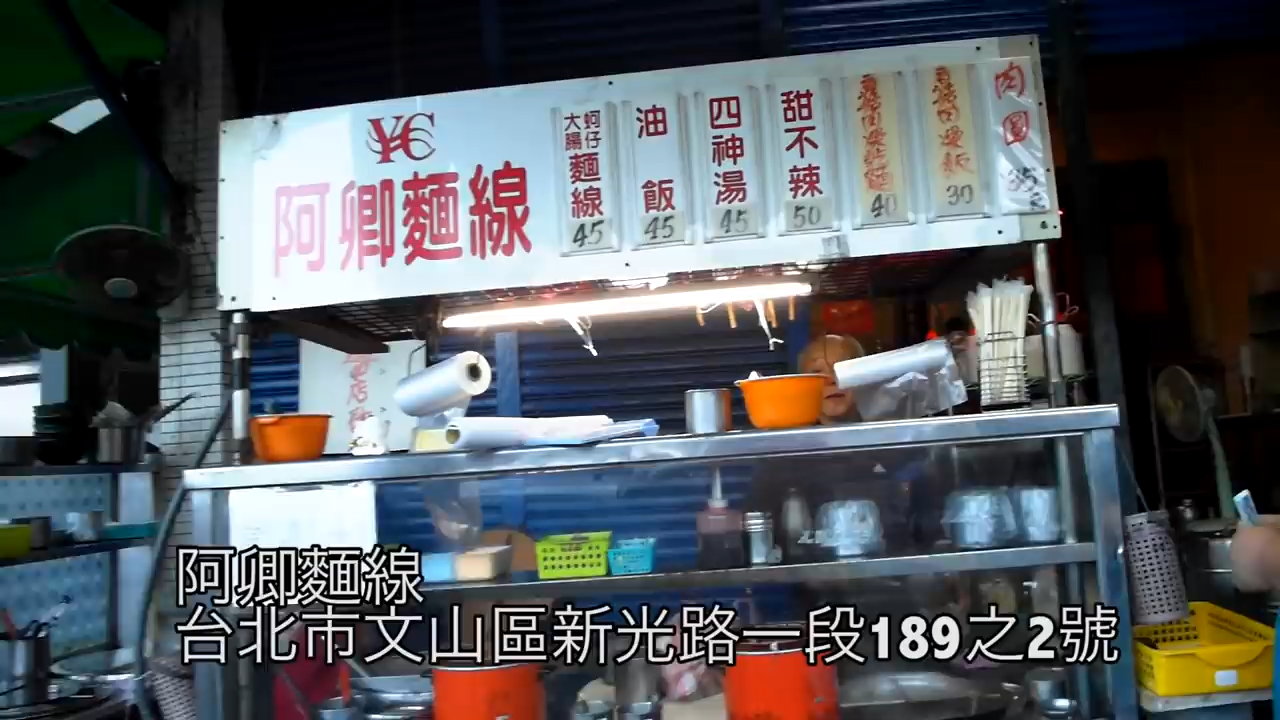 YC
阿卿麵線
蚵仔大腸麵線 45
油飯 45
四神湯 45
甜不辣 50
40
30
肉圓 35
阿卿麵線
台北市文山區新光路一段189之2號